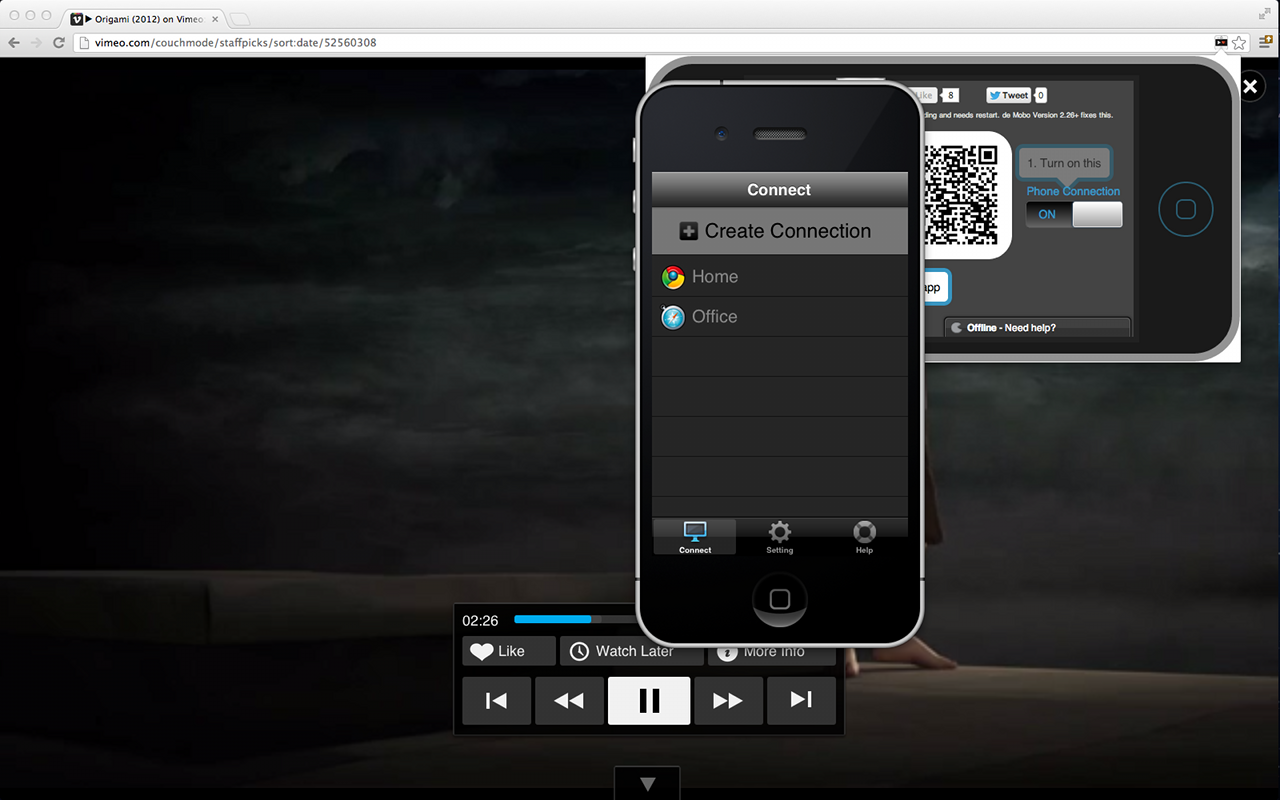 Origami (2012) on Vimeo
vimeo.com/couchmode/staffpicks/sort:date/52560308
Like
8
Tweet
0
ding and needs restart. de Mobo Version 2.26+ fixes this.
1. Turn on this
Phone Connection
ON
app
Offline - Need help?
Connect
Create Connection
Home
Office
Connect
Setting
Help
02:26
Like
Watch Later
More Info